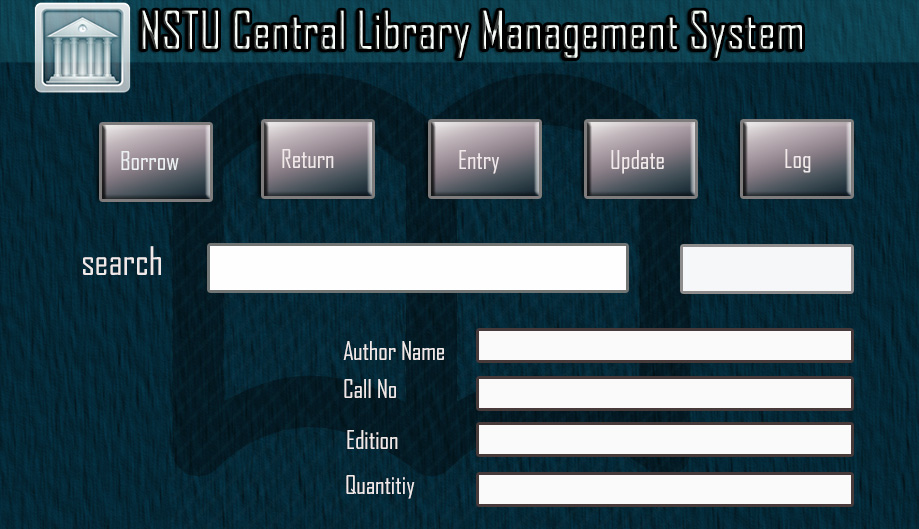 NSTU Central Library Management System
Borrow Return Entry Update Log
search
Author Name
Call No
Edition
Quantitiy